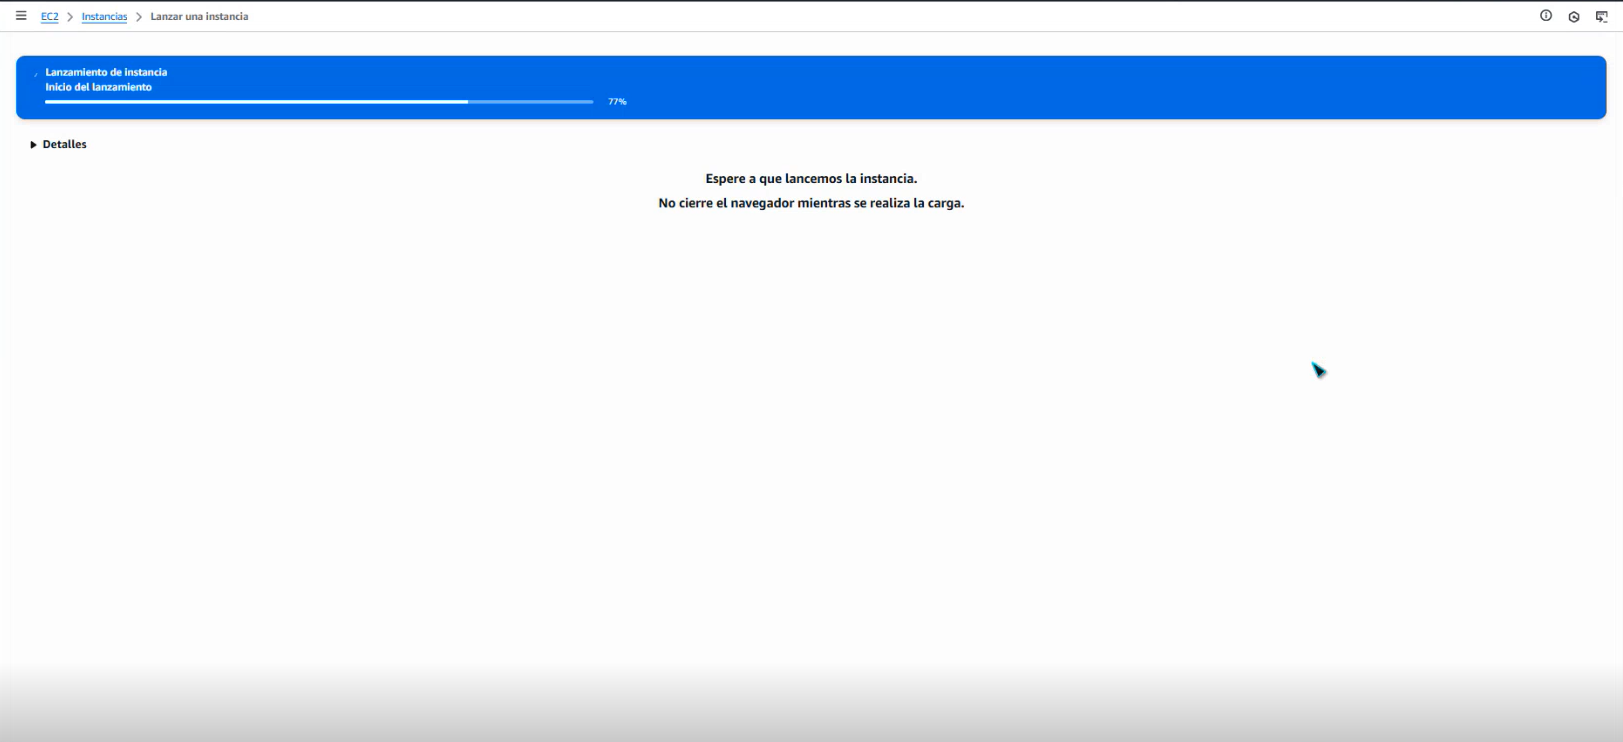 EC2 > Instancias > Lanzar una instancia
Lanzamiento de instancia
Inicio del lanzamiento
77%
Detalles
Espere a que lancemos la instancia.
No cierre el navegador mientras se realiza la carga.